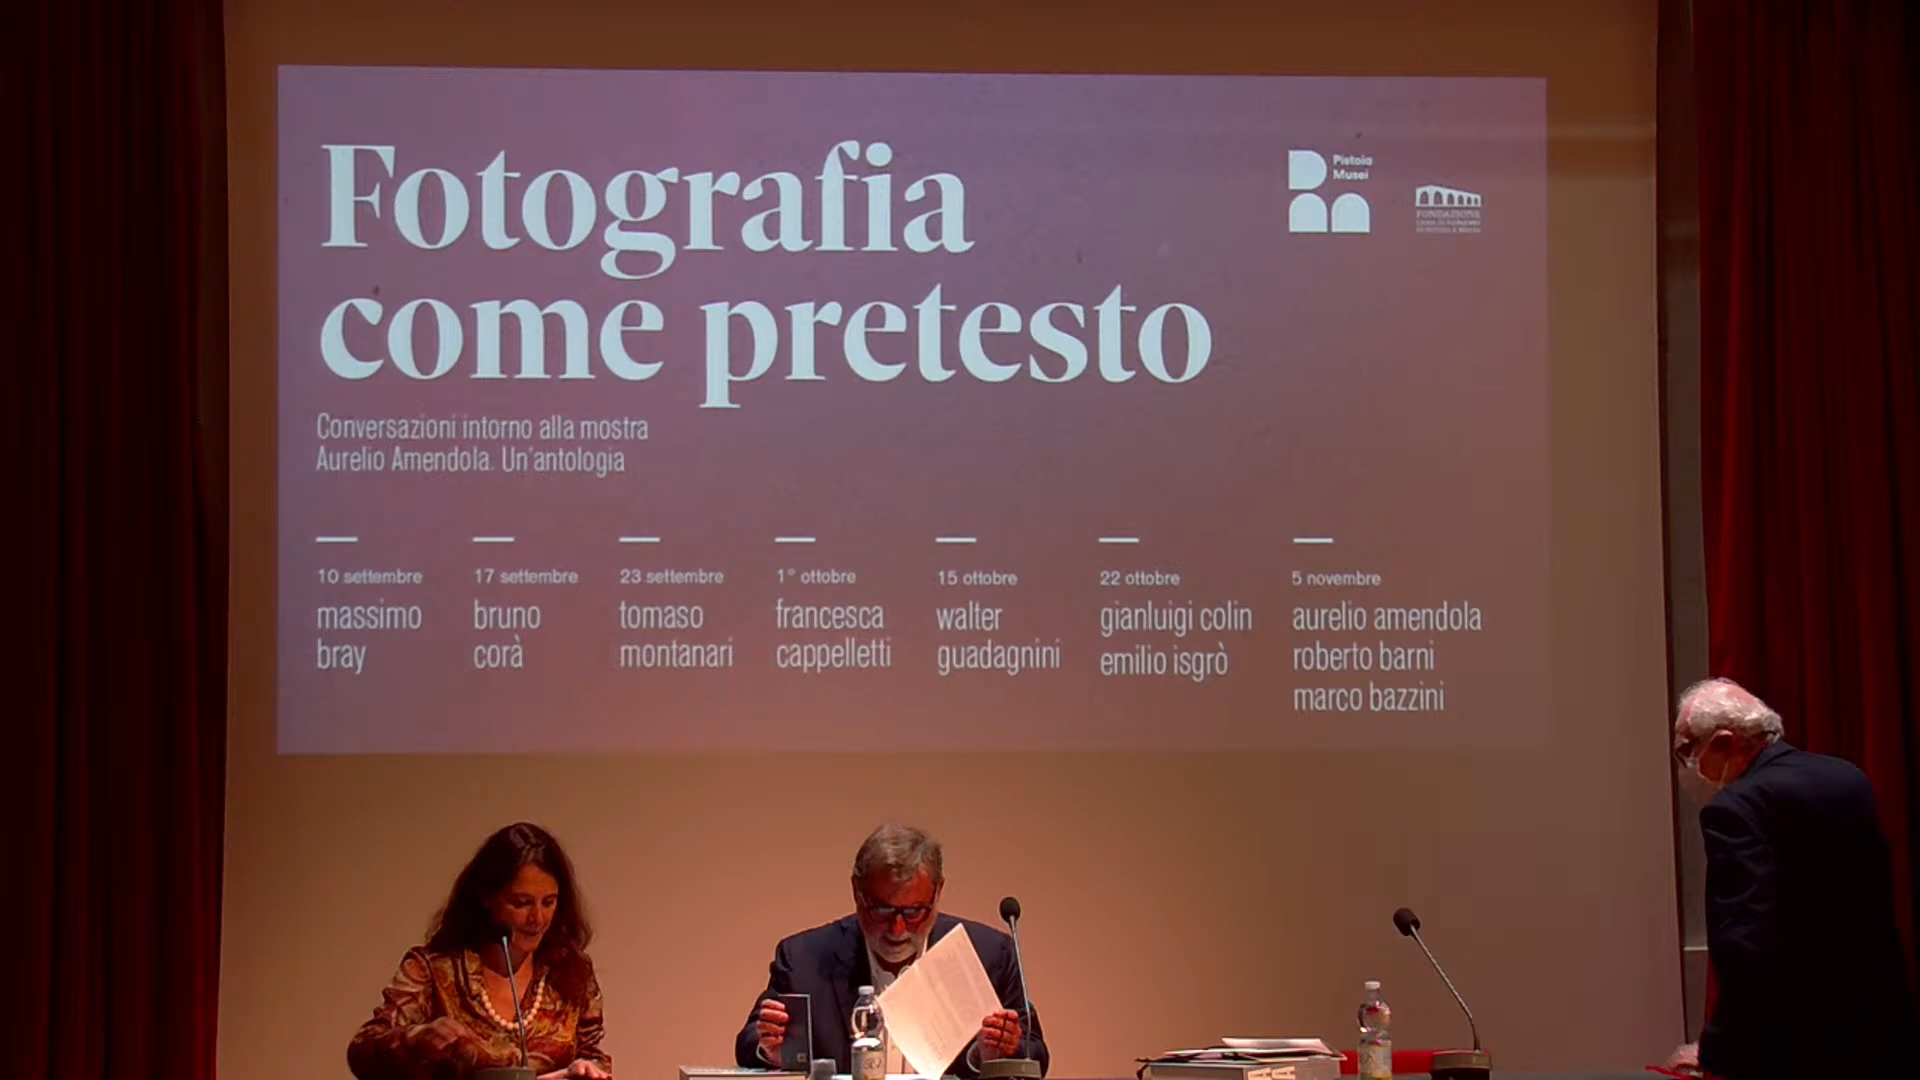 Fotografia
come pretesto
Pistoia
Musei
FONDAZIONE
Conversazioni intorno alla mostra
Aurelio Amendola. Un'antologia
10 settembre
massimo
bray
17 settembre
bruno
corà
23 settembre
tomaso
montanari
1° ottobre
francesca
cappelletti
15 ottobre
walter
guadagnini
22 ottobre
gianluigi colin
emilio isgrò
5 novembre
aurelio amendola
roberto barni
marco bazzini